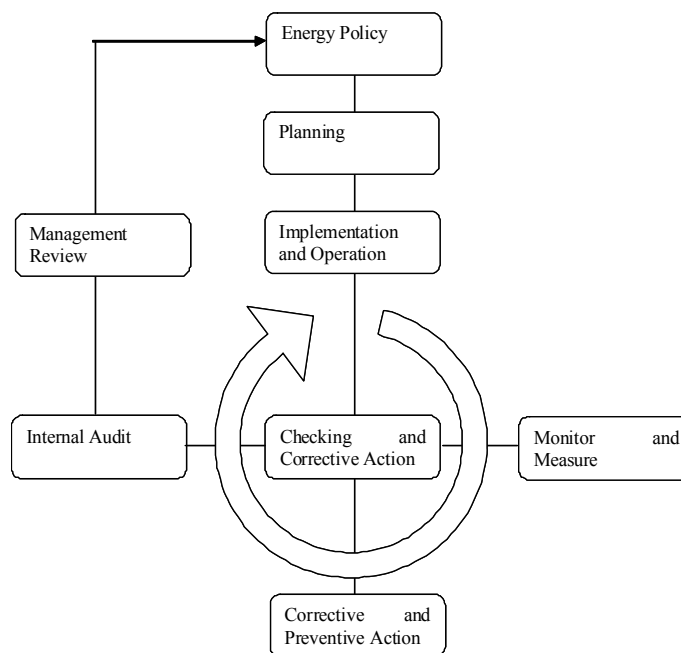 Energy Policy
Planning
Implementation
and Operation
Management
Review
Internal Audit
Checking and
Corrective Action
Monitor and
Measure
Corrective and
Preventive Action